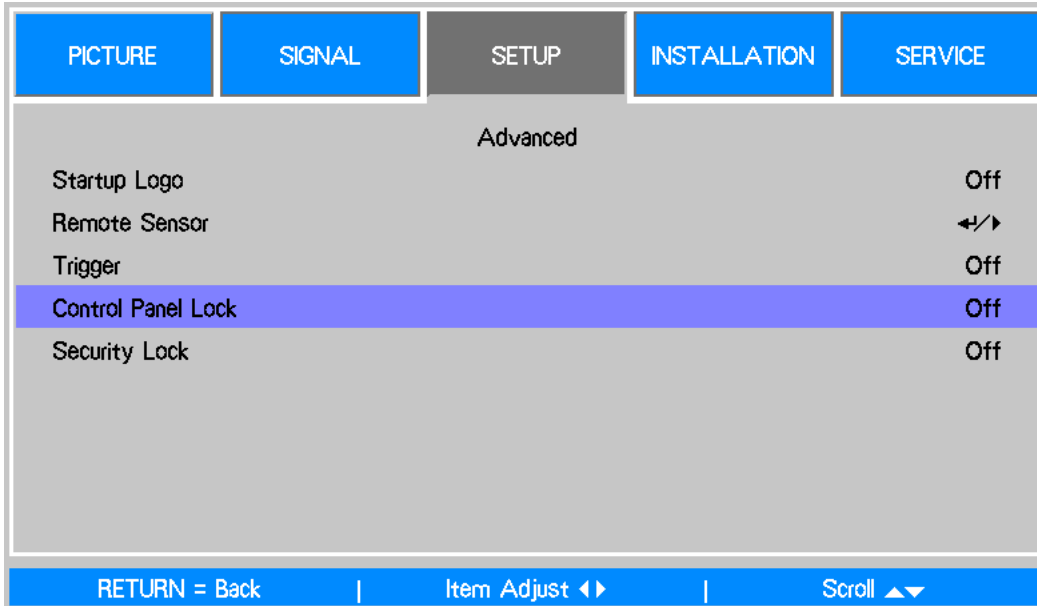 PICTURE SIGNAL SETUP INSTALLATION SERVICE
Advanced
Startup Logo Off
Remote Sensor ↵/▶
Trigger Off
Control Panel Lock Off
Security Lock Off
RETURN = Back | Item Adjust ◀▶ | Scroll ▲▼